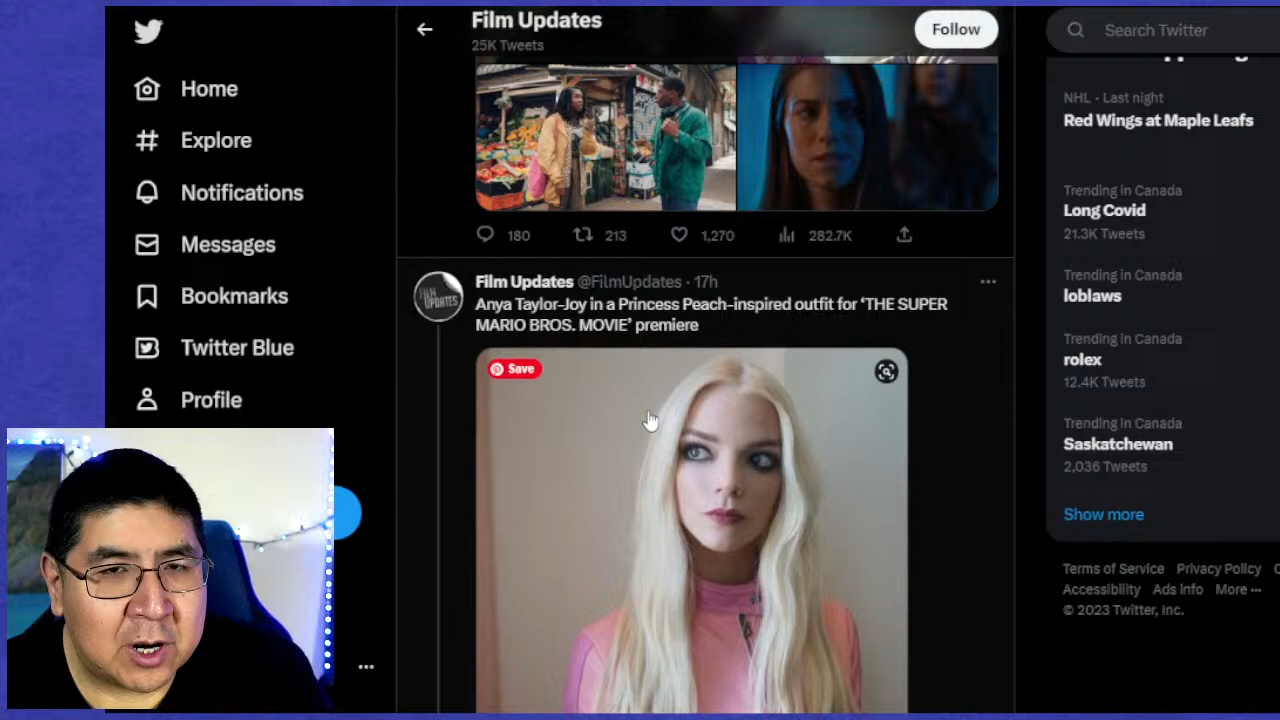 Home
Explore
Notifications
Messages
Bookmarks
Twitter Blue
Profile
Film Updates
25K Tweets
Follow
180
213
1,270
282.7K
FILM
UPDATES
Film Updates @FilmUpdates · 17h
Anya Taylor-Joy in a Princess Peach-inspired outfit for ‘THE SUPER
MARIO BROS. MOVIE’ premiere
Save
Search Twitter
NHL · Last night
Red Wings at Maple Leafs
Trending in Canada
Long Covid
21.3K Tweets
Trending in Canada
loblaws
Trending in Canada
rolex
12.4K Tweets
Trending in Canada
Saskatchewan
2,036 Tweets
Show more
Terms of Service Privacy Policy
Accessibility Ads info More ···
© 2023 Twitter, Inc.